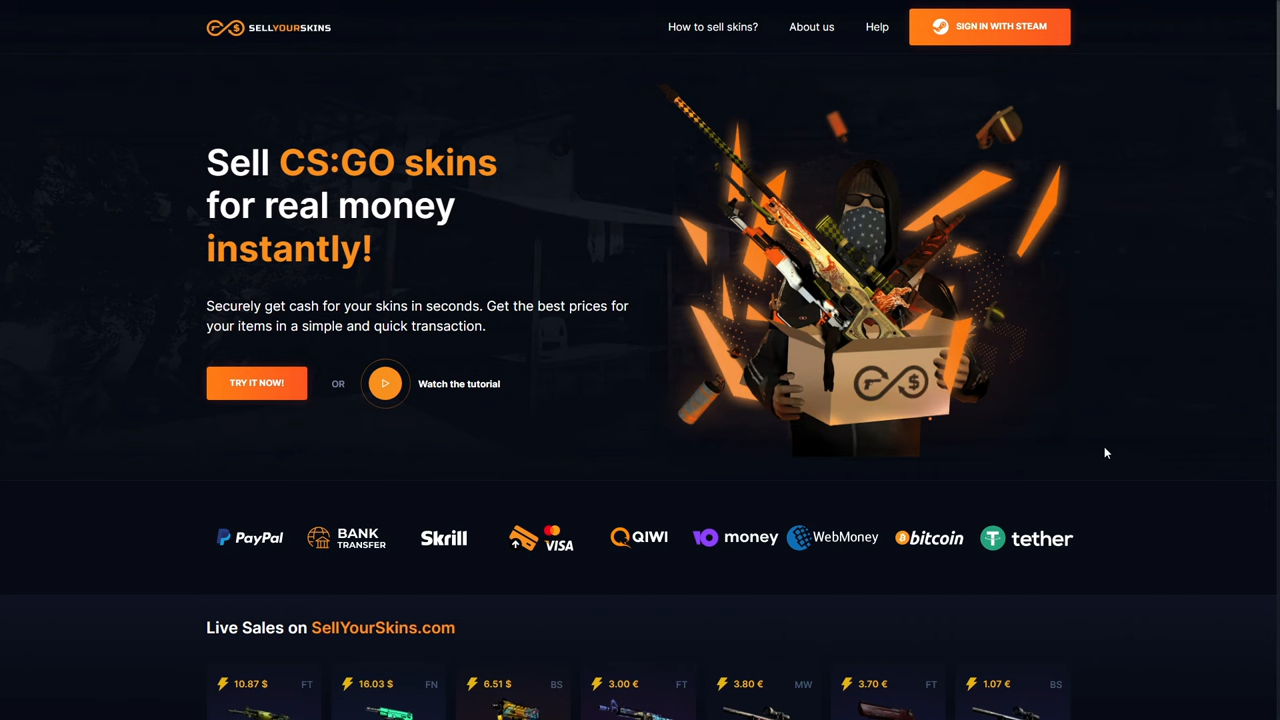 SELLYOURSKINS
How to sell skins?
About us
Help
SIGN IN WITH STEAM
Sell CS:GO skins
for real money
instantly!
Securely get cash for your skins in seconds. Get the best prices for
your items in a simple and quick transaction.
TRY IT NOW!
OR
Watch the tutorial
PayPal
BANK
TRANSFER
Skrill
VISA
QIWI
money
WebMoney
bitcoin
tether
Live Sales on SellYourSkins.com
10.87 $ FT
16.03 $ FN
6.51 $ BS
3.00 € FT
3.80 € MW
3.70 € FT
1.07 € BS